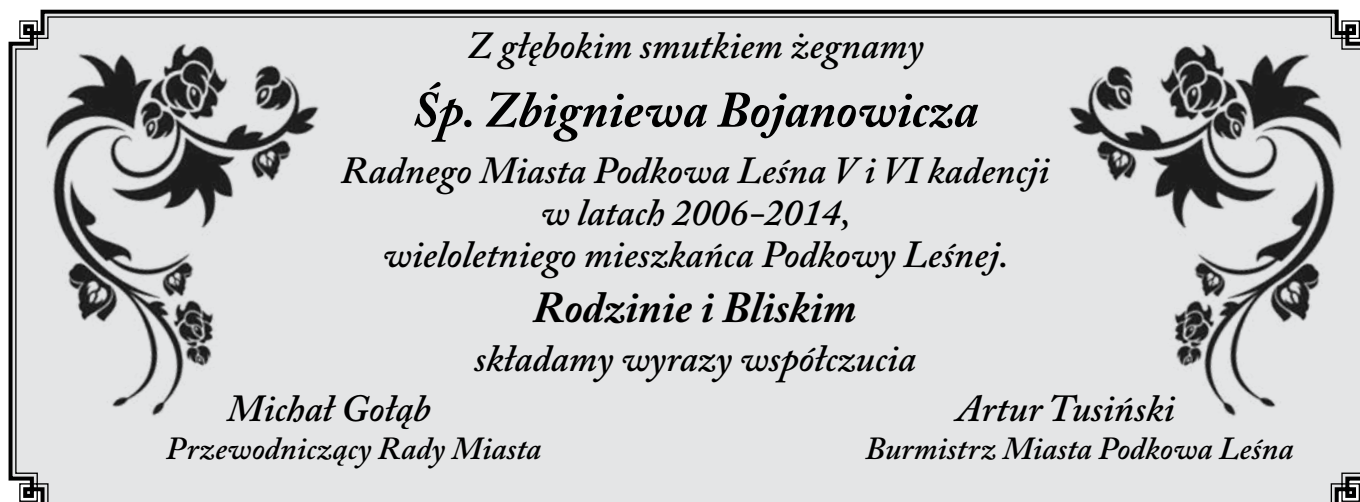 Z głębokim smutkiem żegnamy
Śp. Zbigniewa Bojanowicza
Radnego Miasta Podkowa Leśna V i VI kadencji
w latach 2006-2014,
wieloletniego mieszkańca Podkowy Leśnej.
Rodzinie i Bliskim
składamy wyrazy współczucia
Michał Gołąb
Przewodniczący Rady Miasta
Artur Tusiński
Burmistrz Miasta Podkowa Leśna